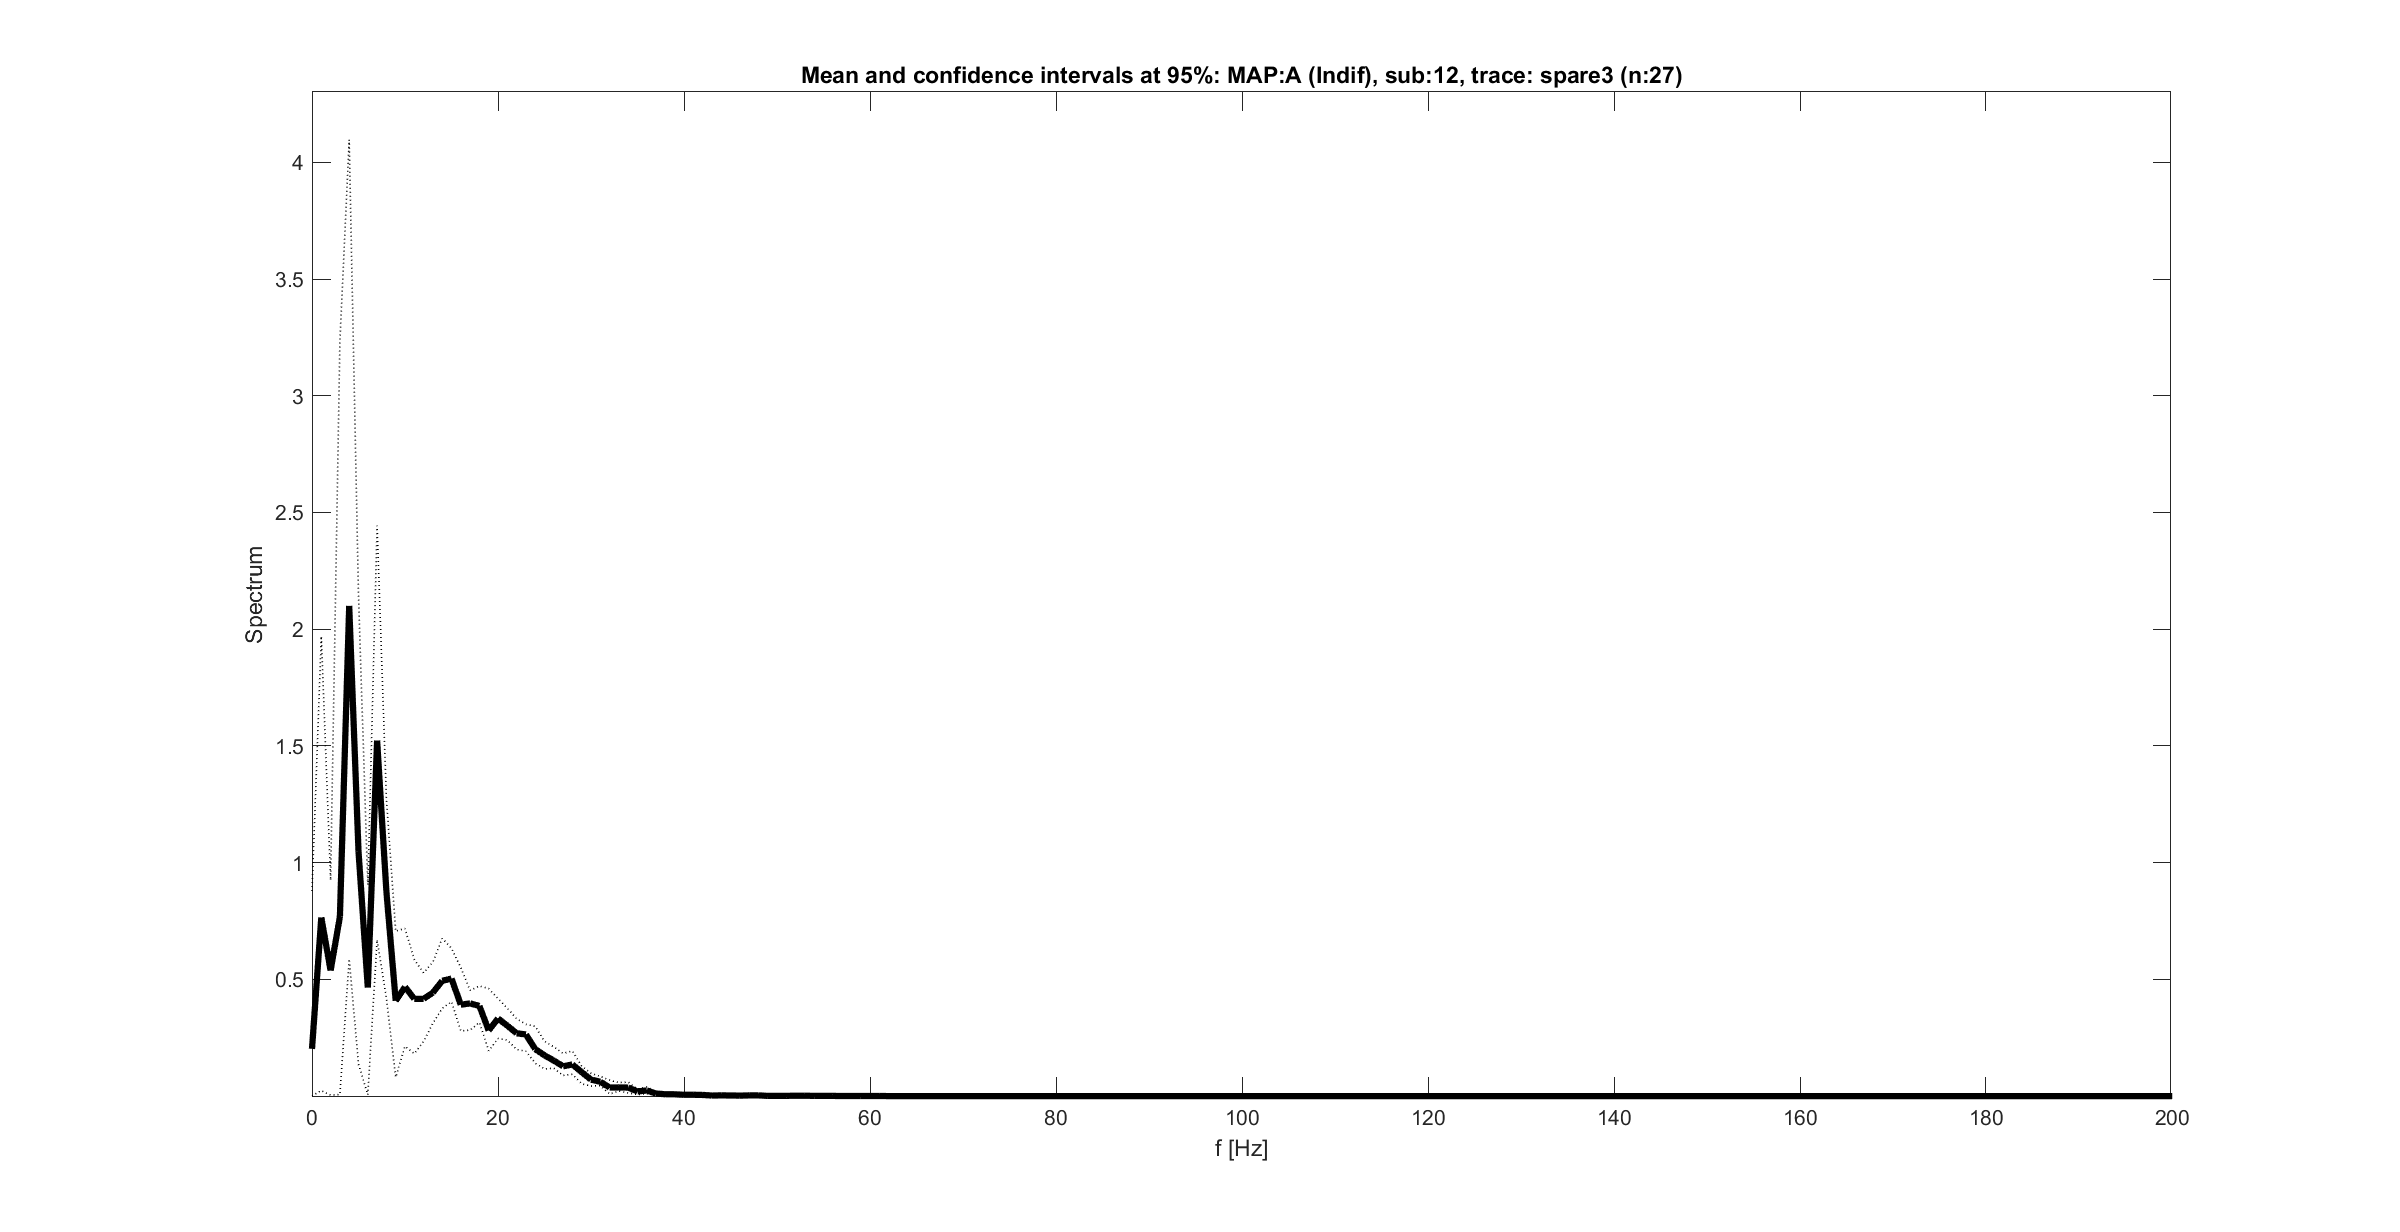 Mean and confidence intervals at 95%: MAP:A (Indif), sub:12, trace: spare3 (n:27)
4
3.5
3
2.5
2
1.5
1
0.5
Spectrum
0 20 40 60 80 100 120 140 160 180 200
f [Hz]